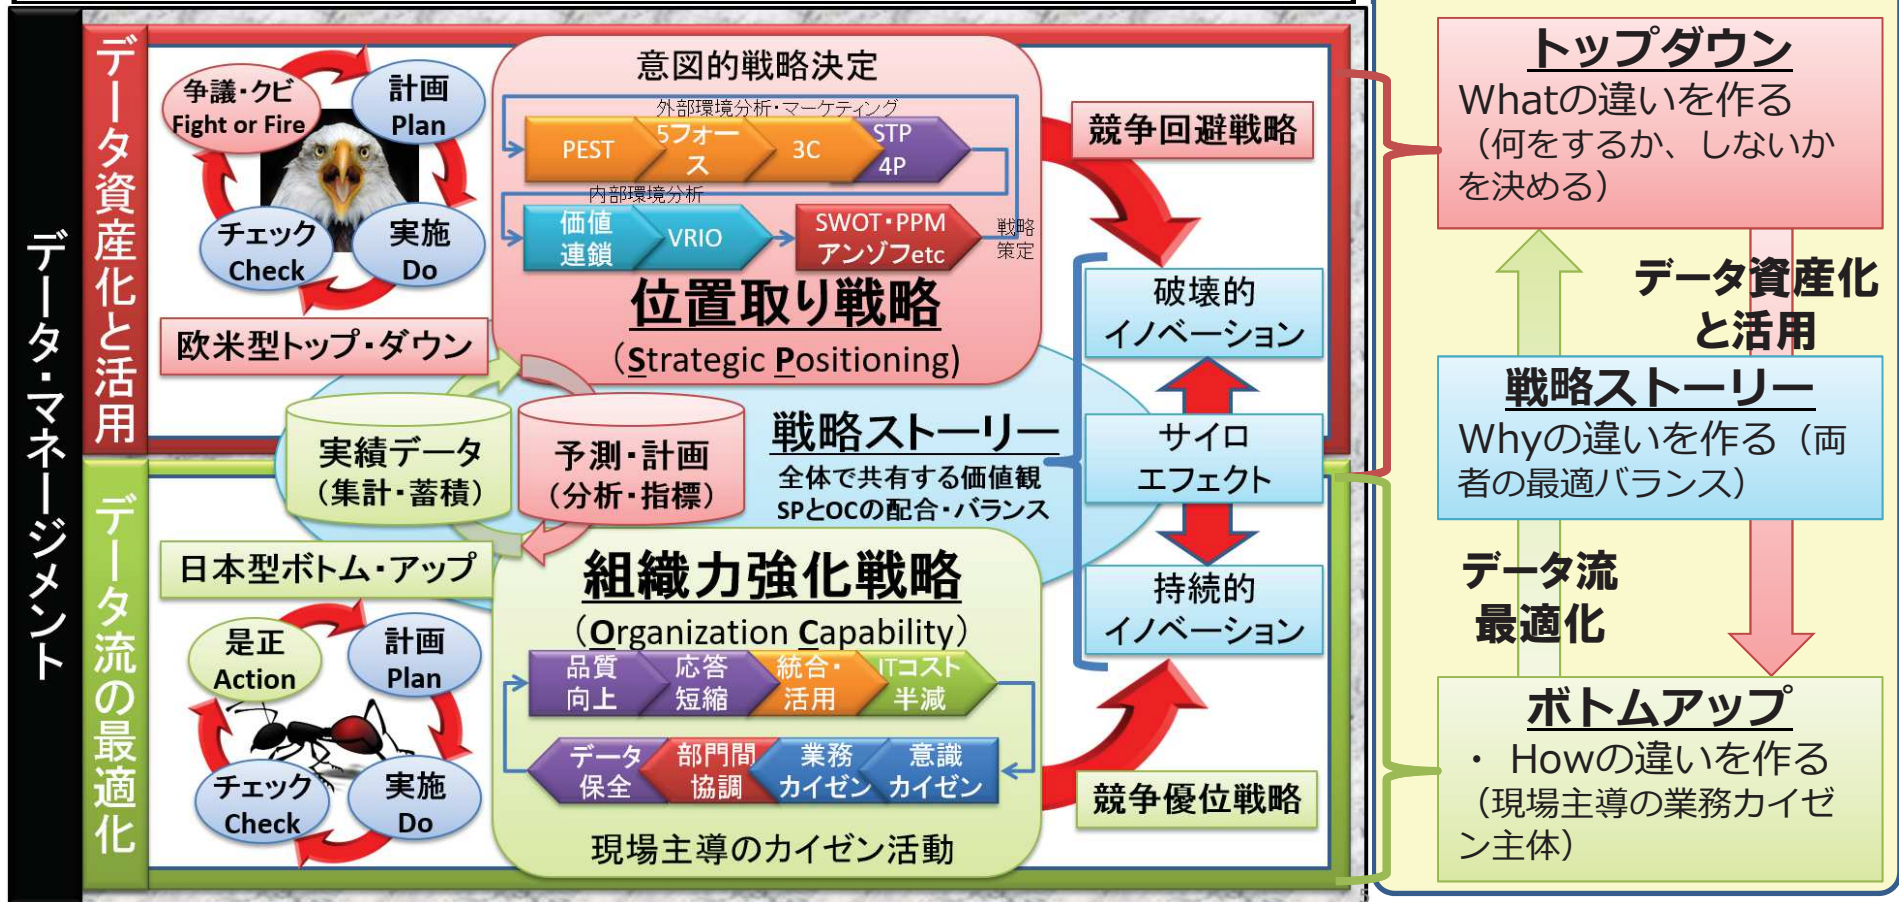 データ・マネージメント
データ資産化と活用
争議・クビ
Fight or Fire
計画
Plan
チェック
Check
実施
Do
欧米型トップ・ダウン
意図的戦略決定
外部環境分析・マーケティング
PEST
5フォー
ス
3C
STP
4P
内部環境分析
価値
連鎖
VRIO
SWOT・PPM
アンゾフetc
戦略
策定
位置取り戦略
（Strategic Positioning)
競争回避戦略
破壊的
イノベーション
実績データ
（集計・蓄積）
予測・計画
（分析・指標）
戦略ストーリー
全体で共有する価値観
SPとOCの配合・バランス
サイロ
エフェクト
データ流の最適化
日本型ボトム・アップ
是正
Action
計画
Plan
チェック
Check
実施
Do
組織力強化戦略
（Organization Capability）
品質
向上
応答
短縮
統合・
活用
ITコスト
半減
データ
保全
部門間
協調
業務
カイゼン
意識
カイゼン
現場主導のカイゼン活動
持続的
イノベーション
競争優位戦略
トップダウン
Whatの違いを作る
（何をするか、しないか
を決める）
データ資産化
と活用
戦略ストーリー
Whyの違いを作る（両
者の最適バランス）
データ流
最適化
ボトムアップ
・ Howの違いを作る
（現場主導の業務カイゼ
ン主体）